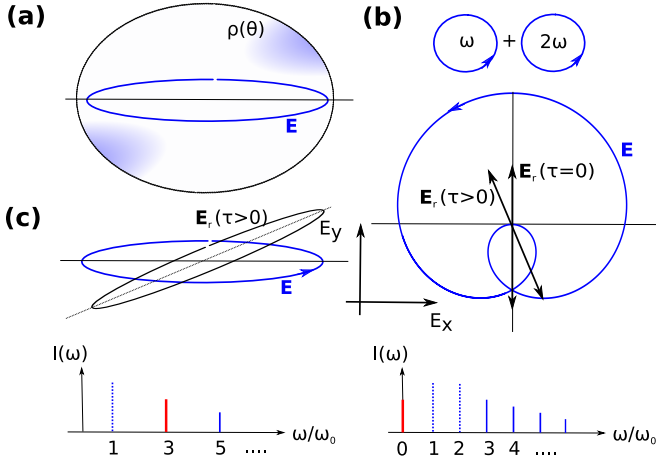 (a)
ρ(θ)
E
(b)
ω + 2ω
E
E_r(τ=0)
E_r(τ>0)
(c)
E_r(τ>0)
E_y
E
E_x
I(ω)
1 3 5 ....
ω/ω₀
I(ω)
0 1 2 3 4 ....
ω/ω₀